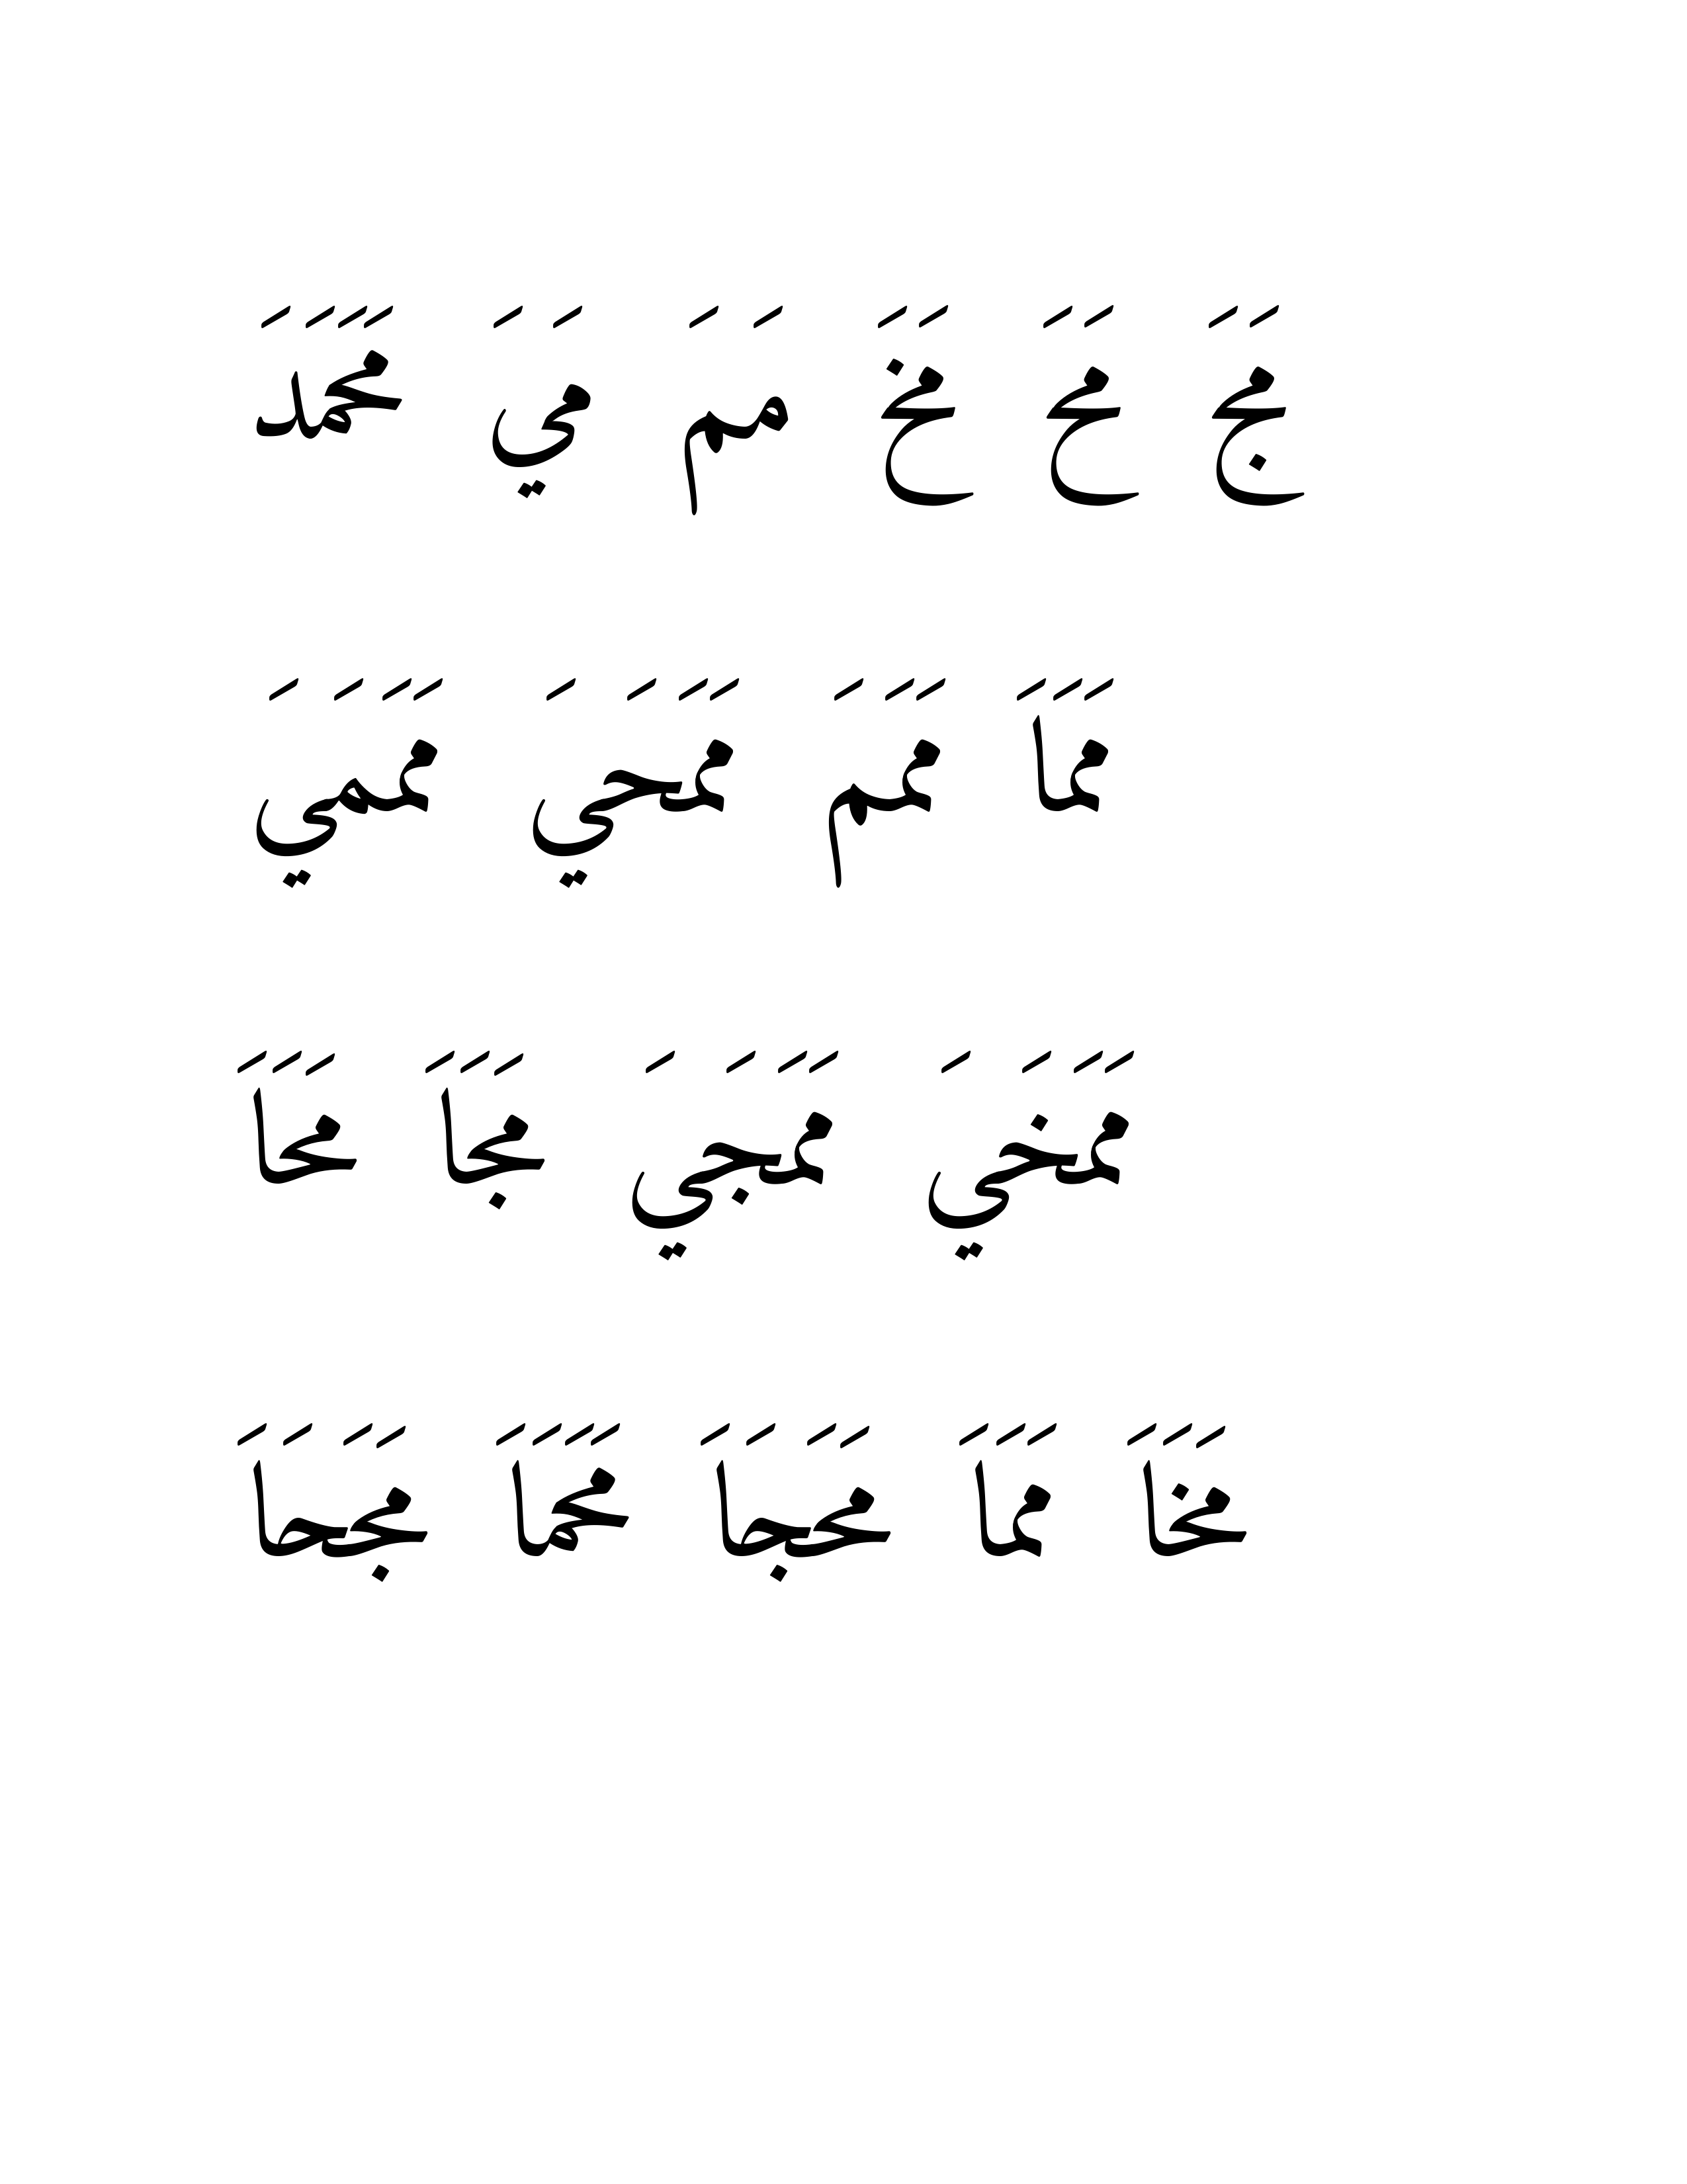 مَجَ مَحَ مَخَ مَمَ مَيَ مَحَمَدَ
مَمَاَ مَمَمَ مَمَحَيَ مَمَمَيَ
مَمَخَيَ مَمَجَيَ مَجَاَ مَحَاَ
مَخَاَ مَمَاَ مَحَجَاَ مَحَمَاَ مَجَحَاَ